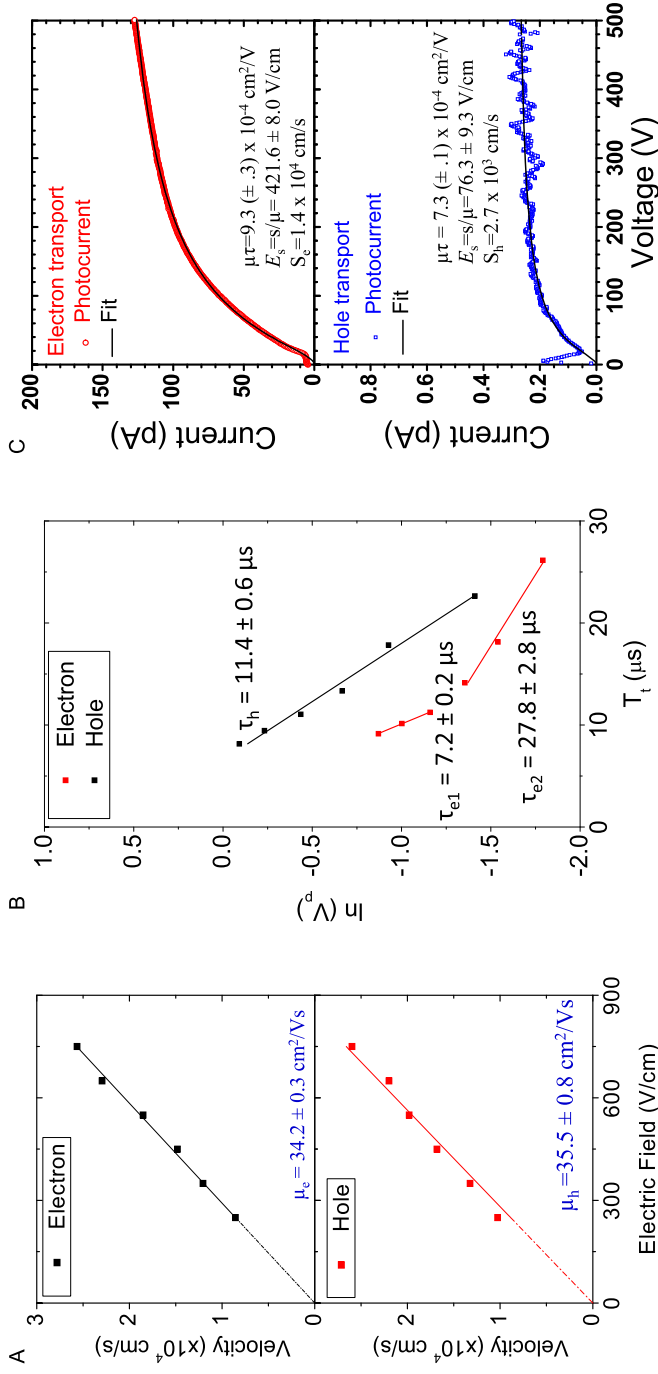 A
Electron
3
2
1
0
Velocity (x10⁴ cm/s)
μₑ = 34.2 ± 0.3 cm²/Vs
Hole
2
1
0
Velocity (x10⁴ cm/s)
μₕ =35.5 ± 0.8 cm²/Vs
0
300
600
900
Electric Field (V/cm)
B
Electron
Hole
1.0
0.5
0.0
-0.5
-1.0
-1.5
-2.0
ln (Vₚ)
τₕ = 11.4 ± 0.6 μs
τₑ₁ = 7.2 ± 0.2 μs
τₑ₂ = 27.8 ± 2.8 μs
0
10
20
30
Tₜ (μs)
C
Electron transport
Photocurrent
Fit
200
150
100
50
0
Current (pA)
μτ=9.3 (± .3) x 10⁻⁴ cm²/V
Eₛ=s/μ= 421.6 ± 8.0 V/cm
Sₑ=1.4 x 10⁴ cm/s
Hole transport
Photocurrent
Fit
0.8
0.6
0.4
0.2
0.0
Current (pA)
μτ = 7.3 (± .1) x 10⁻⁴ cm²/V
Eₛ=s/μ=76.3 ± 9.3 V/cm
Sₕ=2.7 x 10³ cm/s
0
100
200
300
400
500
Voltage (V)